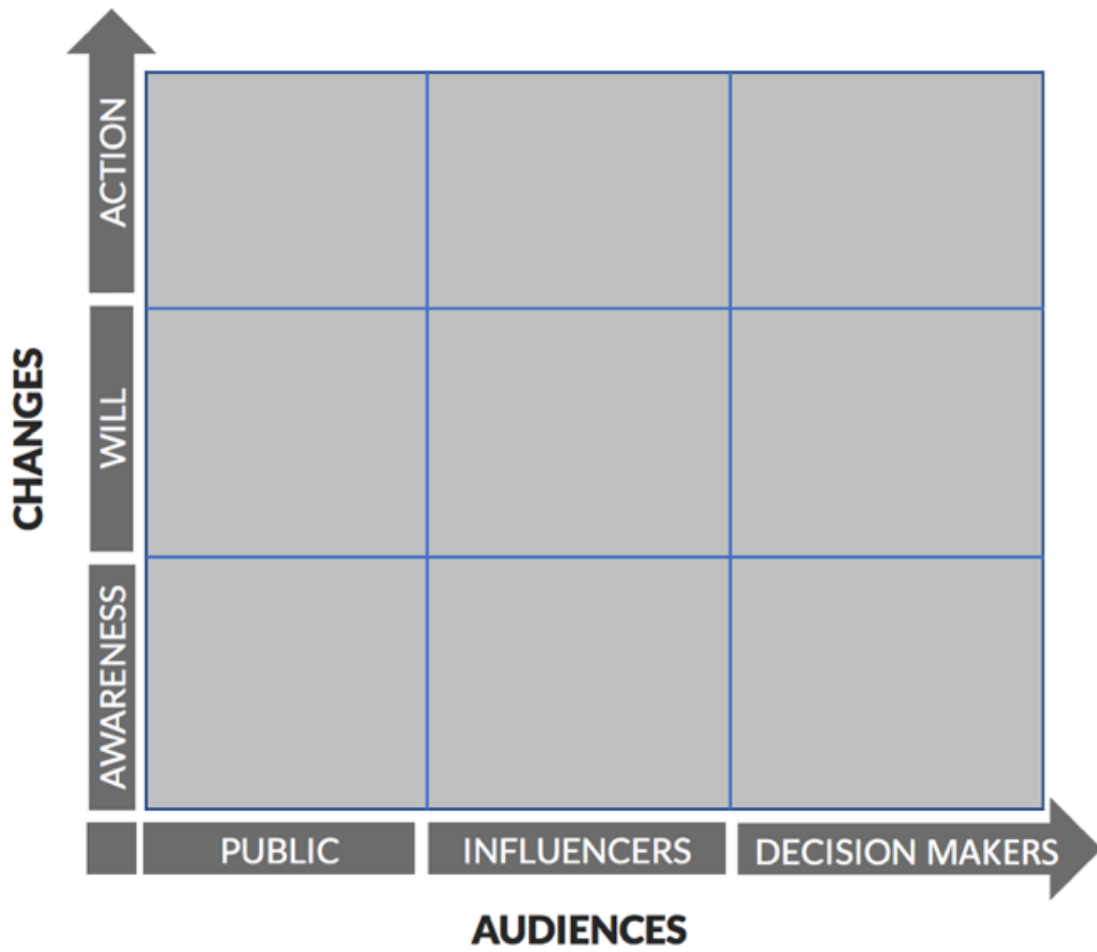 CHANGES
ACTION
WILL
AWARENESS
PUBLIC
INFLUENCERS
DECISION MAKERS
AUDIENCES